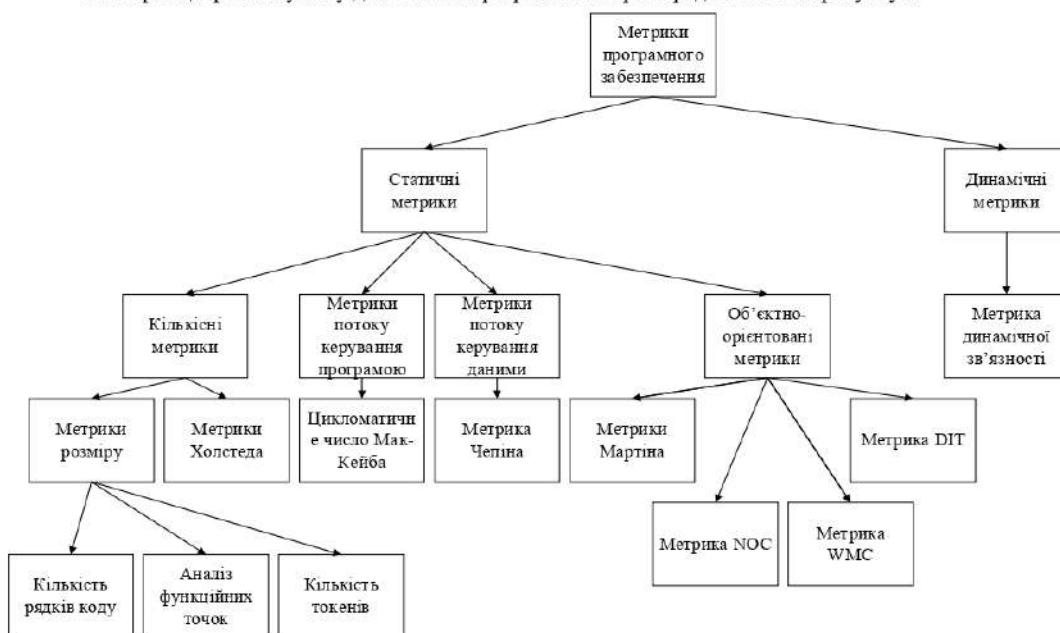 Метрики
програмного
забезпечення
Статичні
метрики
Динамічні
метрики
Кількісні
метрики
Метрики
потоку
керування
програмою
Метрики
потоку
керування
даними
Об’єктно-
орієнтовані
метрики
Метрика
динамічної
зв’язності
Метрики
розміру
Метрики
Холстеда
Цикломатичн
е число Мак-
Кейба
Метрика
Чепіна
Метрики
Мартіна
Метрика DIT
Метрика NOC
Метрика
WMC
Кількість
рядків коду
Аналіз
функційних
точок
Кількість
токенів